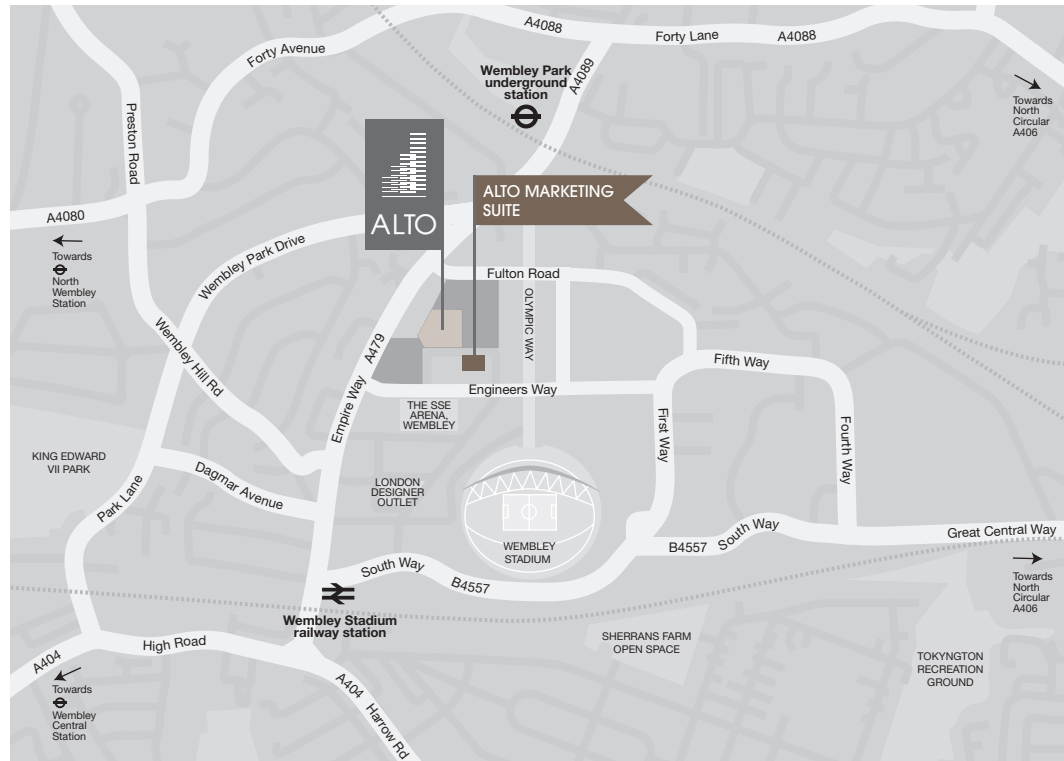 A4088
Forty Lane
A4088
Forty Avenue
A4089
Wembley Park
underground
station
Towards
North
Circular
A406
Preston Road
ALTO
ALTO MARKETING
SUITE
A4080
Towards
North
Wembley
Station
Wembley Park Drive
Fulton Road
OLYMPIC WAY
Wembley Hill Rd
A479
Empire Way
Engineers Way
Fifth Way
First Way
Fourth Way
THE SSE
ARENA,
WEMBLEY
KING EDWARD
VII PARK
Park Lane
Dagmar Avenue
LONDON
DESIGNER
OUTLET
WEMBLEY
STADIUM
South Way
B4557
B4557
South Way
Great Central Way
Towards
North
Circular
A406
Wembley Stadium
railway station
High Road
A404
Towards
Wembley
Central
Station
A404
Harrow Rd
SHERRANS FARM
OPEN SPACE
TOKYNGTON
RECREATION
GROUND